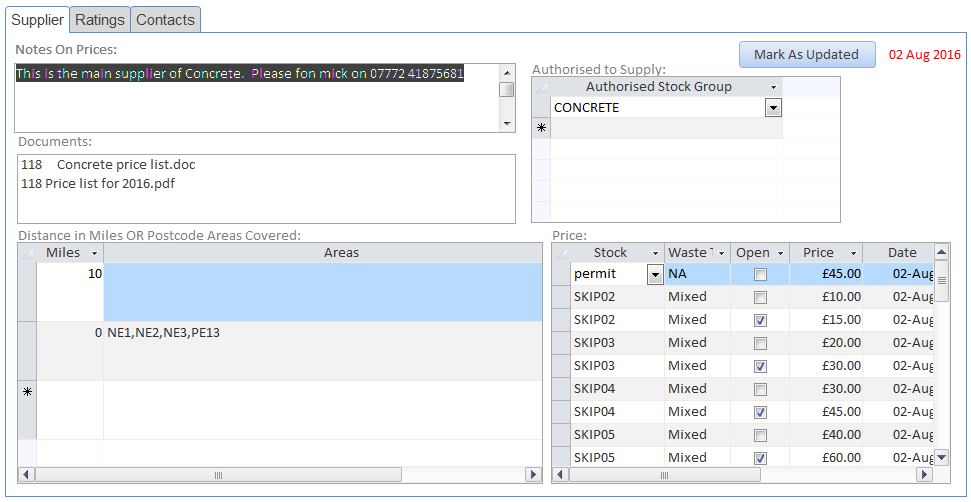 Supplier Ratings Contacts
Notes On Prices:
Mark As Updated 02 Aug 2016
This is the main supplier of Concrete.  Please fon mick on 07772 41875681
Authorised to Supply:
Authorised Stock Group
CONCRETE
Documents:
118 Concrete price list.doc
118 Price list for 2016.pdf
Distance in Miles OR Postcode Areas Covered:
Miles Areas
10
0 NE1,NE2,NE3,PE13
Price:
Stock Waste T Open Price Date
permit NA £45.00 02-Aug
SKIP02 Mixed £10.00 02-Aug
SKIP02 Mixed £15.00 02-Aug
SKIP03 Mixed £20.00 02-Aug
SKIP03 Mixed £30.00 02-Aug
SKIP04 Mixed £30.00 02-Aug
SKIP04 Mixed £45.00 02-Aug
SKIP05 Mixed £40.00 02-Aug
SKIP05 Mixed £60.00 02-Aug